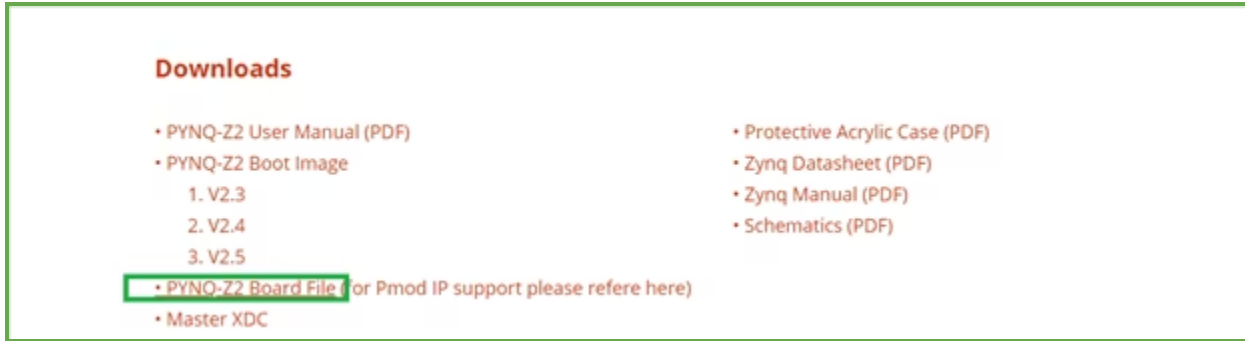 Downloads
• PYNQ-Z2 User Manual (PDF)
• PYNQ-Z2 Boot Image
1. V2.3
2. V2.4
3. V2.5
• PYNQ-Z2 Board File (for Pmod IP support please refere here)
• Master XDC
• Protective Acrylic Case (PDF)
• Zynq Datasheet (PDF)
• Zynq Manual (PDF)
• Schematics (PDF)